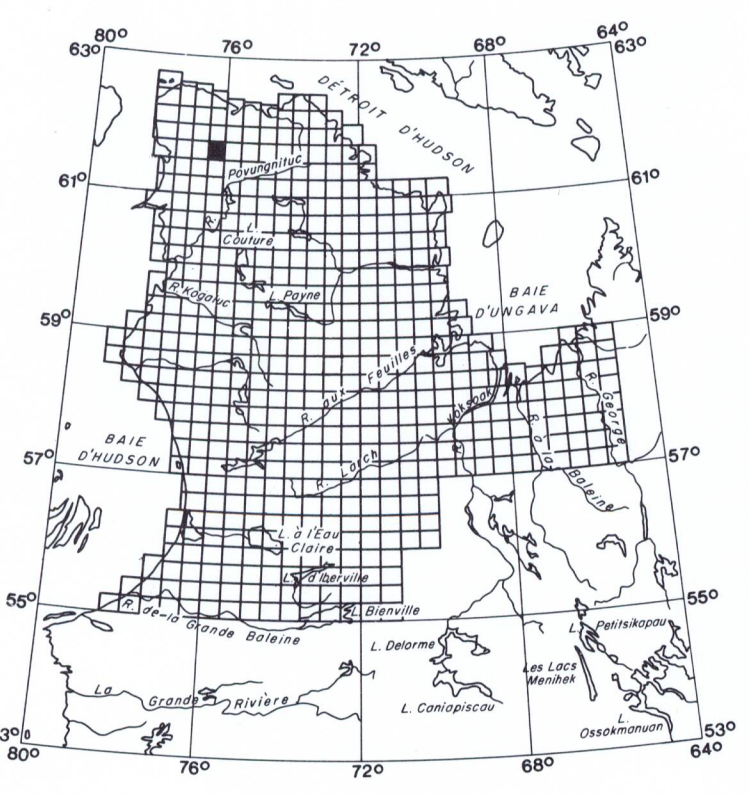 80°
76°
72°
68°
64°
63°
63°
DÉTROIT D'HUDSON
Povungnituc
R.
61°
61°
L.
Couture
R. Kogaluc
L. Payne
BAIE
D'UNGAVA
59°
59°
R. aux Feuilles
Koksoak
R.
R. à la
Baleine
R. George
BAIE
D'HUDSON
57°
57°
R. Larch
L. à l'Eau
Claire
L. d'Iberville
55°
55°
R. de-la Grande Baleine
L. Bienville
L. Delorme
L. Petitsikapau
Les Lacs
Menihek
La Grande Rivière
L. Caniapiscau
L.
Ossokmanuan
3°
53°
80°
76°
72°
68°
64°